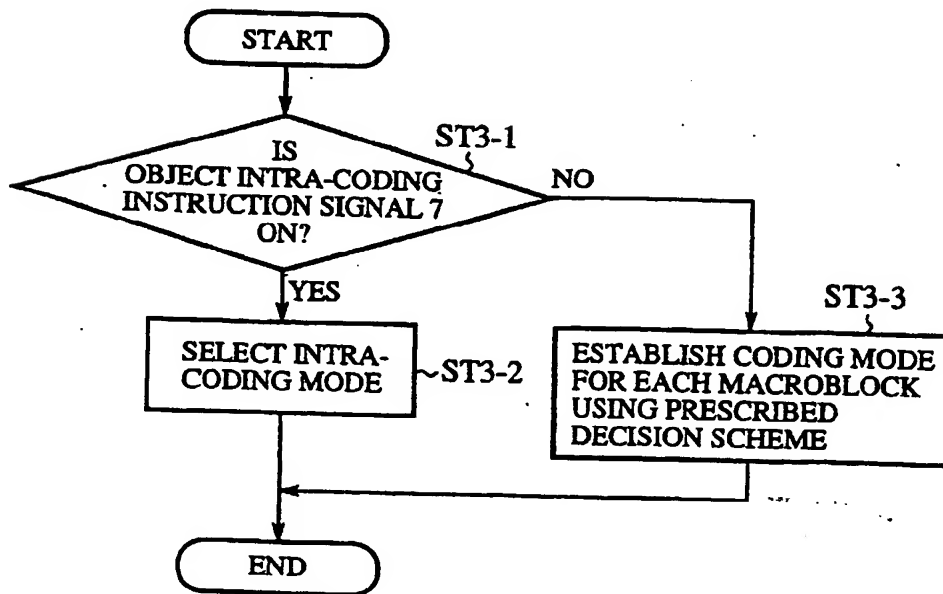 START
ST3-1
IS
OBJECT INTRA-CODING
INSTRUCTION SIGNAL 7
ON?
NO
YES
ST3-3
SELECT INTRA-
CODING MODE
ST3-2
ESTABLISH CODING MODE
FOR EACH MACROBLOCK
USING PRESCRIBED
DECISION SCHEME
END